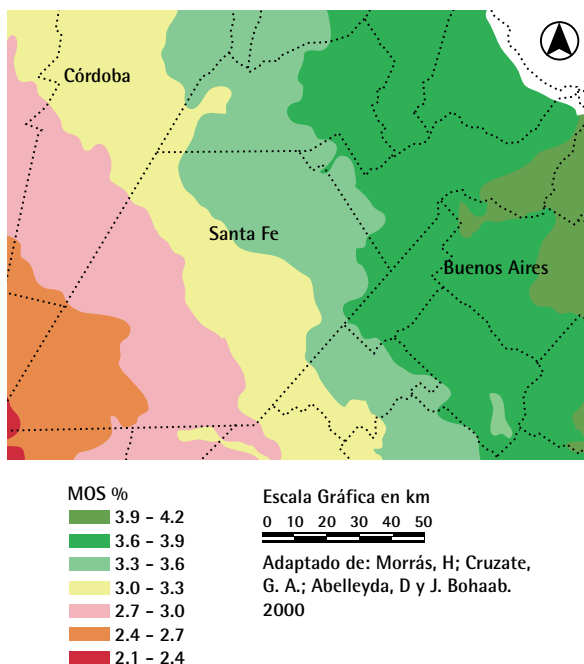 Córdoba
Santa Fe
Buenos Aires
MOS %
3.9 - 4.2
3.6 - 3.9
3.3 - 3.6
3.0 - 3.3
2.7 - 3.0
2.4 - 2.7
2.1 - 2.4
Escala Gráfica en km
0 10 20 30 40 50
Adaptado de: Morrás, H; Cruzate,
G. A.; Abelleyda, D y J. Bohaab.
2000